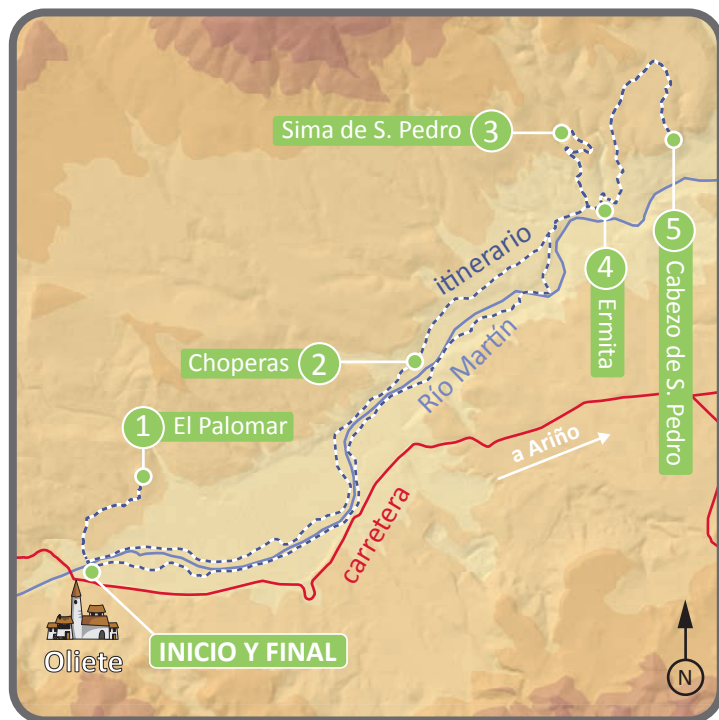 Sima de S. Pedro 3
itinerario
4 Ermita
5 Cabezo de S. Pedro
Choperas 2
Río Martín
1 El Palomar
a Ariño
carretera
INICIO Y FINAL
Oliete
N